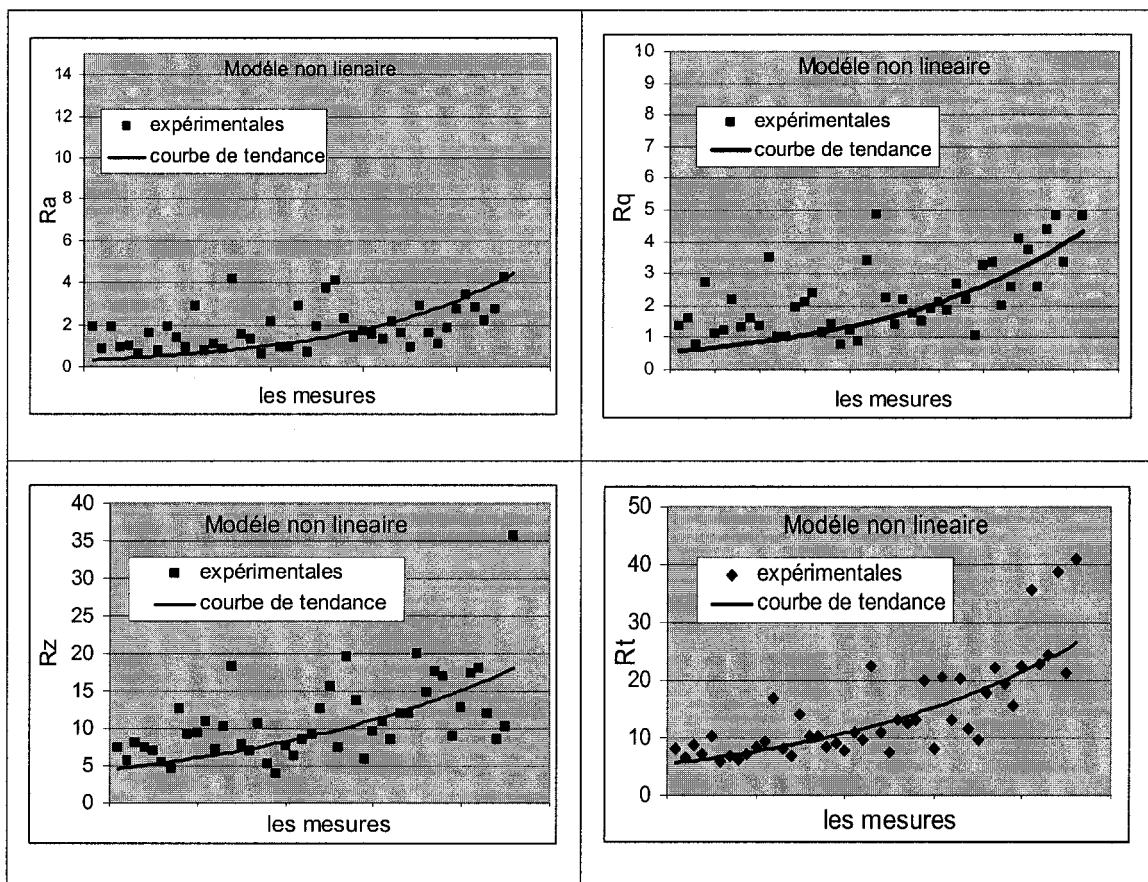 Modéle non lienaire
14
12
10
8
6
4
2
0
Ra
expérimentales
courbe de tendance
les mesures
Modéle non lineaire
10
9
8
7
6
5
4
3
2
1
0
Rq
expérimentales
courbe de tendance
les mesures
Modéle non lineaire
40
35
30
25
20
15
10
5
0
Rz
expérimentales
courbe de tendance
les mesures
Modéle non lineaire
50
40
30
20
10
0
Rt
expérimentales
courbe de tendance
les mesures